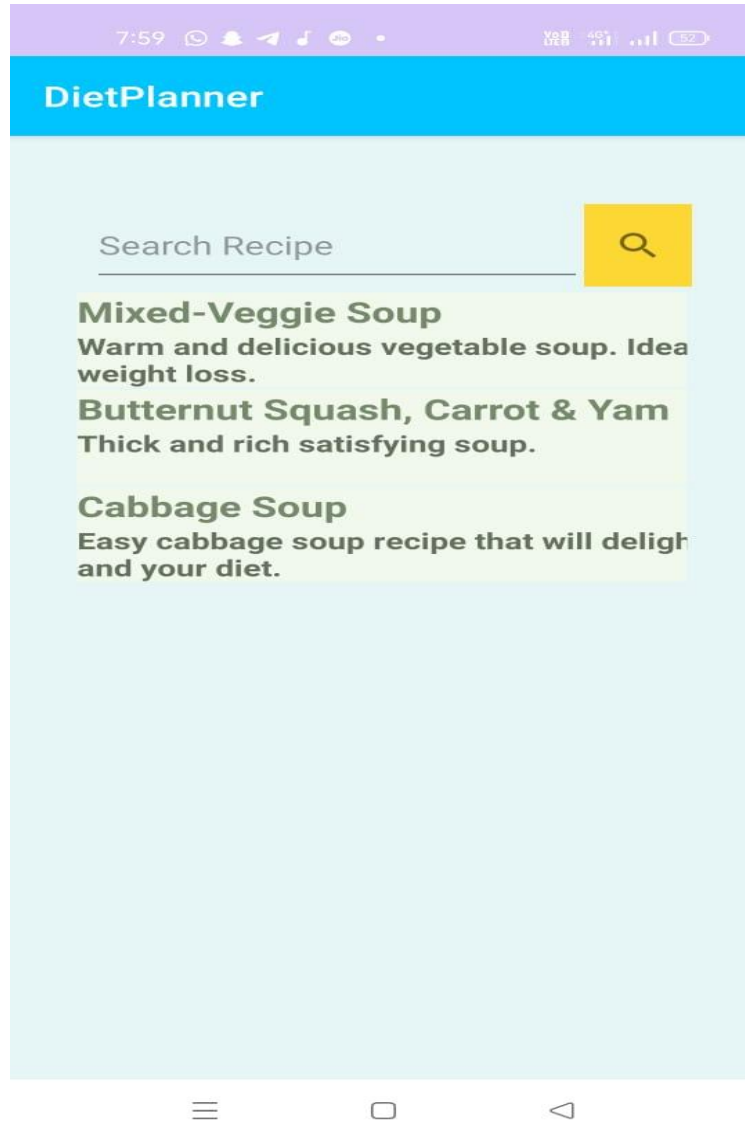 7:59
52
DietPlanner
Search Recipe
Mixed-Veggie Soup
Warm and delicious vegetable soup. Idea
weight loss.
Butternut Squash, Carrot & Yam
Thick and rich satisfying soup.
Cabbage Soup
Easy cabbage soup recipe that will deligh
and your diet.